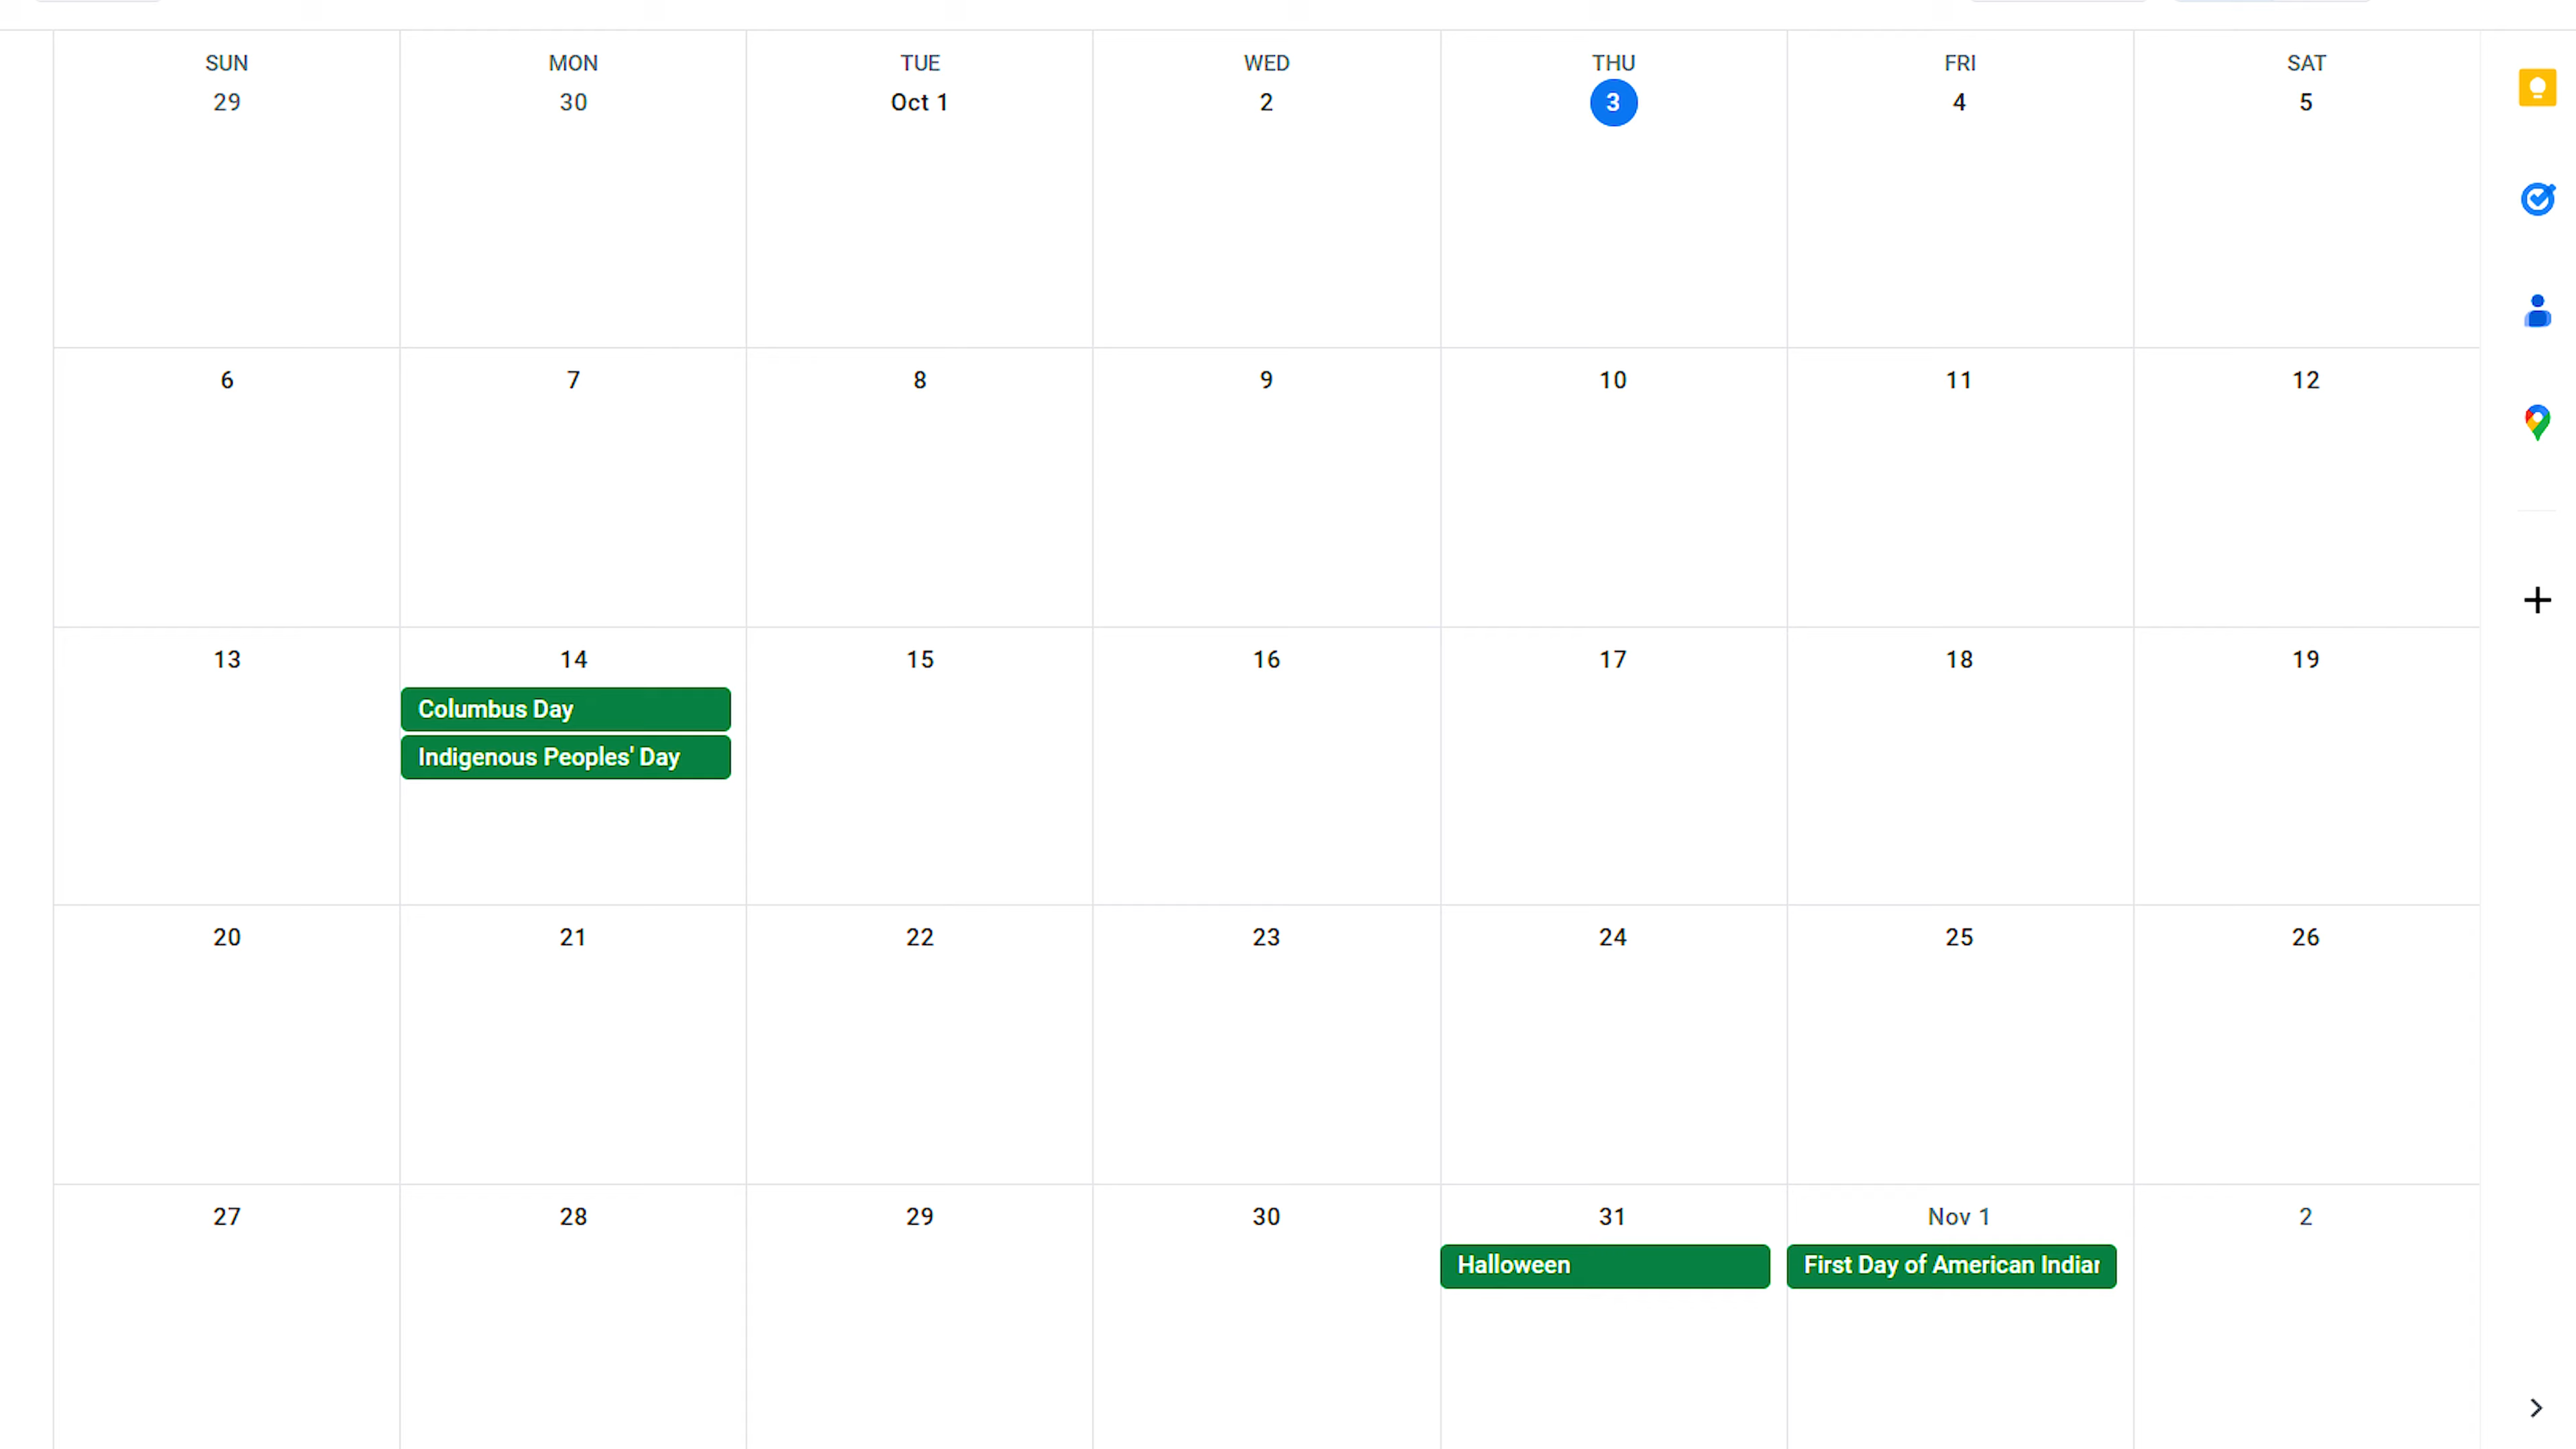 SUN MON TUE WED THU FRI SAT
29 30 Oct 1 2 3 4 5
6 7 8 9 10 11 12
13 14 15 16 17 18 19
Columbus Day
Indigenous Peoples' Day
20 21 22 23 24 25 26
27 28 29 30 31 Nov 1 2
Halloween First Day of American